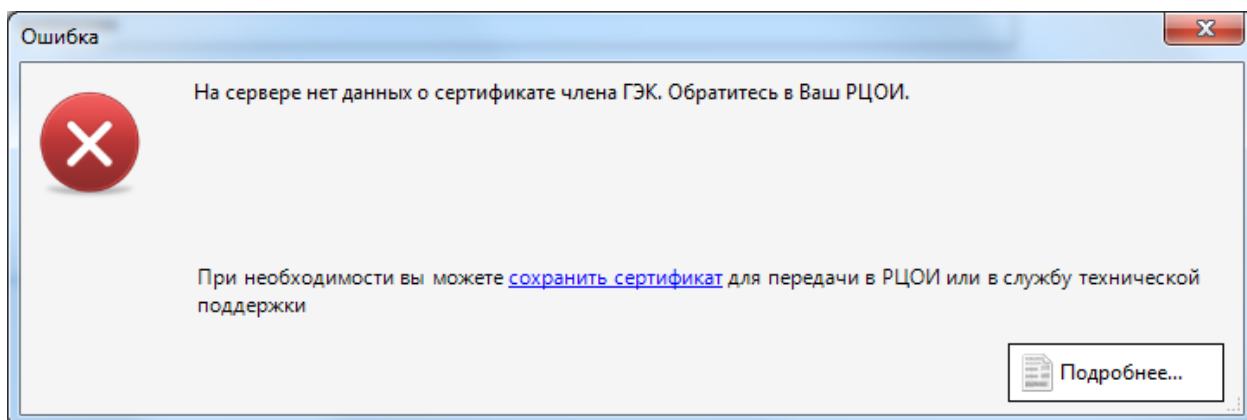 Ошибка
На сервере нет данных о сертификате члена ГЭК. Обратитесь в Ваш РЦОИ.
При необходимости вы можете сохранить сертификат для передачи в РЦОИ или в службу технической
поддержки
Подробнее...